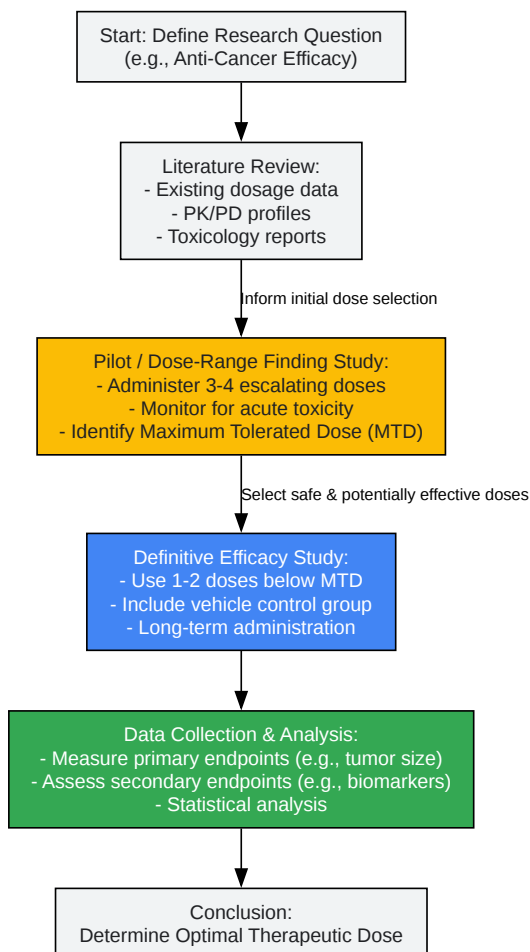 Start: Define Research Question
(e.g., Anti-Cancer Efficacy)
Literature Review:
- Existing dosage data
- PK/PD profiles
- Toxicology reports
Inform initial dose selection
Pilot / Dose-Range Finding Study:
- Administer 3-4 escalating doses
- Monitor for acute toxicity
- Identify Maximum Tolerated Dose (MTD)
Select safe & potentially effective doses
Definitive Efficacy Study:
- Use 1-2 doses below MTD
- Include vehicle control group
- Long-term administration
Data Collection & Analysis:
- Measure primary endpoints (e.g., tumor size)
- Assess secondary endpoints (e.g., biomarkers)
- Statistical analysis
Conclusion:
Determine Optimal Therapeutic Dose